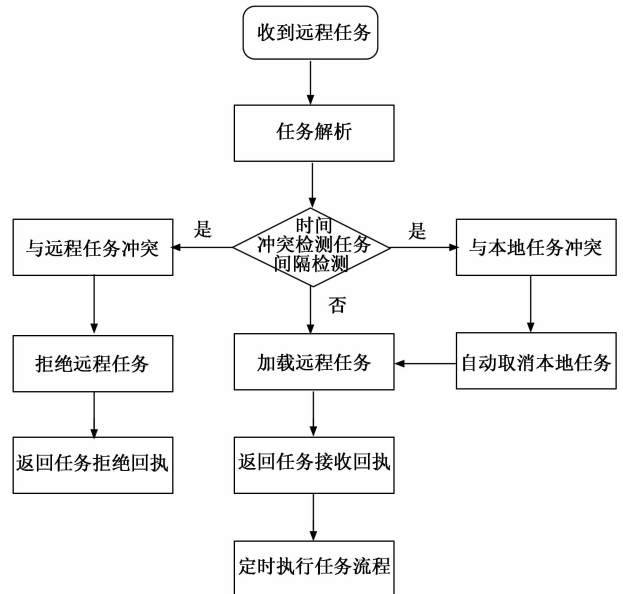 收到远程任务
任务解析
时间
冲突检测任务
间隔检测
是
是
与远程任务冲突
与本地任务冲突
否
拒绝远程任务
加载远程任务
自动取消本地任务
返回任务拒绝回执
返回任务接收回执
定时执行任务流程